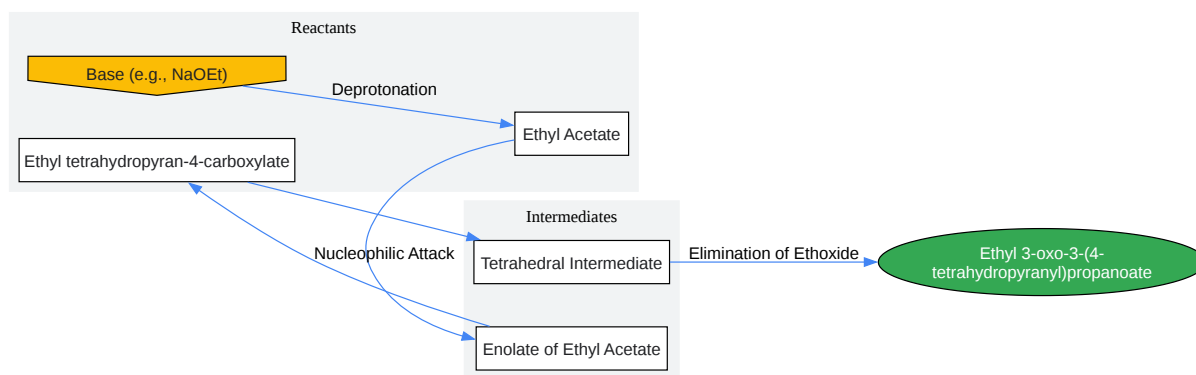 Reactants
Base (e.g., NaOEt)
Deprotonation
Ethyl Acetate
Ethyl tetrahydropyran-4-carboxylate
Intermediates
Nucleophilic Attack
Tetrahedral Intermediate
Elimination of Ethoxide
Ethyl 3-oxo-3-(4-
tetrahydropyranyl)propanoate
Enolate of Ethyl Acetate